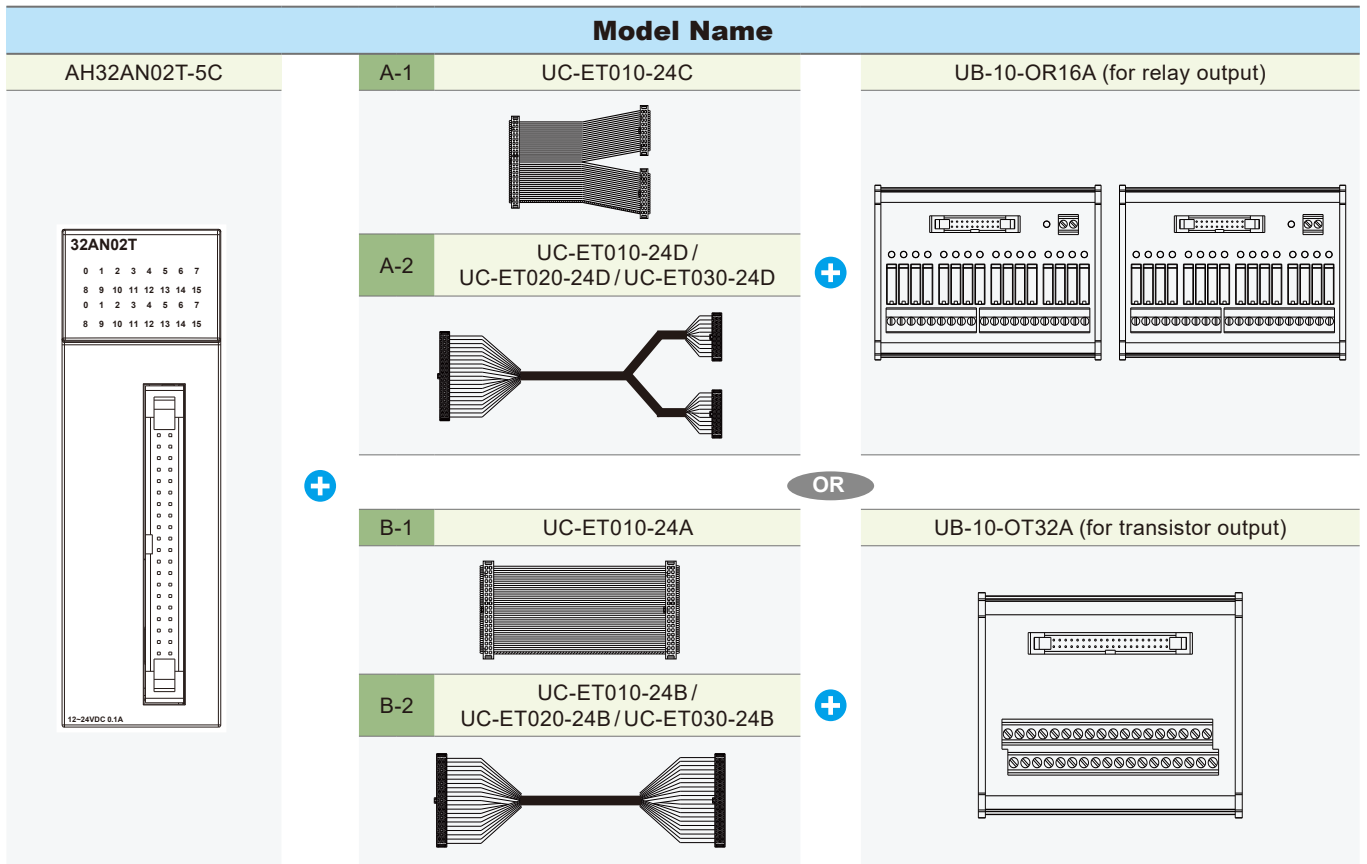 Model Name
AH32AN02T-5C
32AN02T
0 1 2 3 4 5 6 7
8 9 10 11 12 13 14 15
0 1 2 3 4 5 6 7
8 9 10 11 12 13 14 15
12~24VDC 0.1A
A-1 UC-ET010-24C
A-2 UC-ET010-24D/
UC-ET020-24D/UC-ET030-24D
UB-10-OR16A (for relay output)
OR
B-1 UC-ET010-24A
B-2 UC-ET010-24B/
UC-ET020-24B/UC-ET030-24B
UB-10-OT32A (for transistor output)